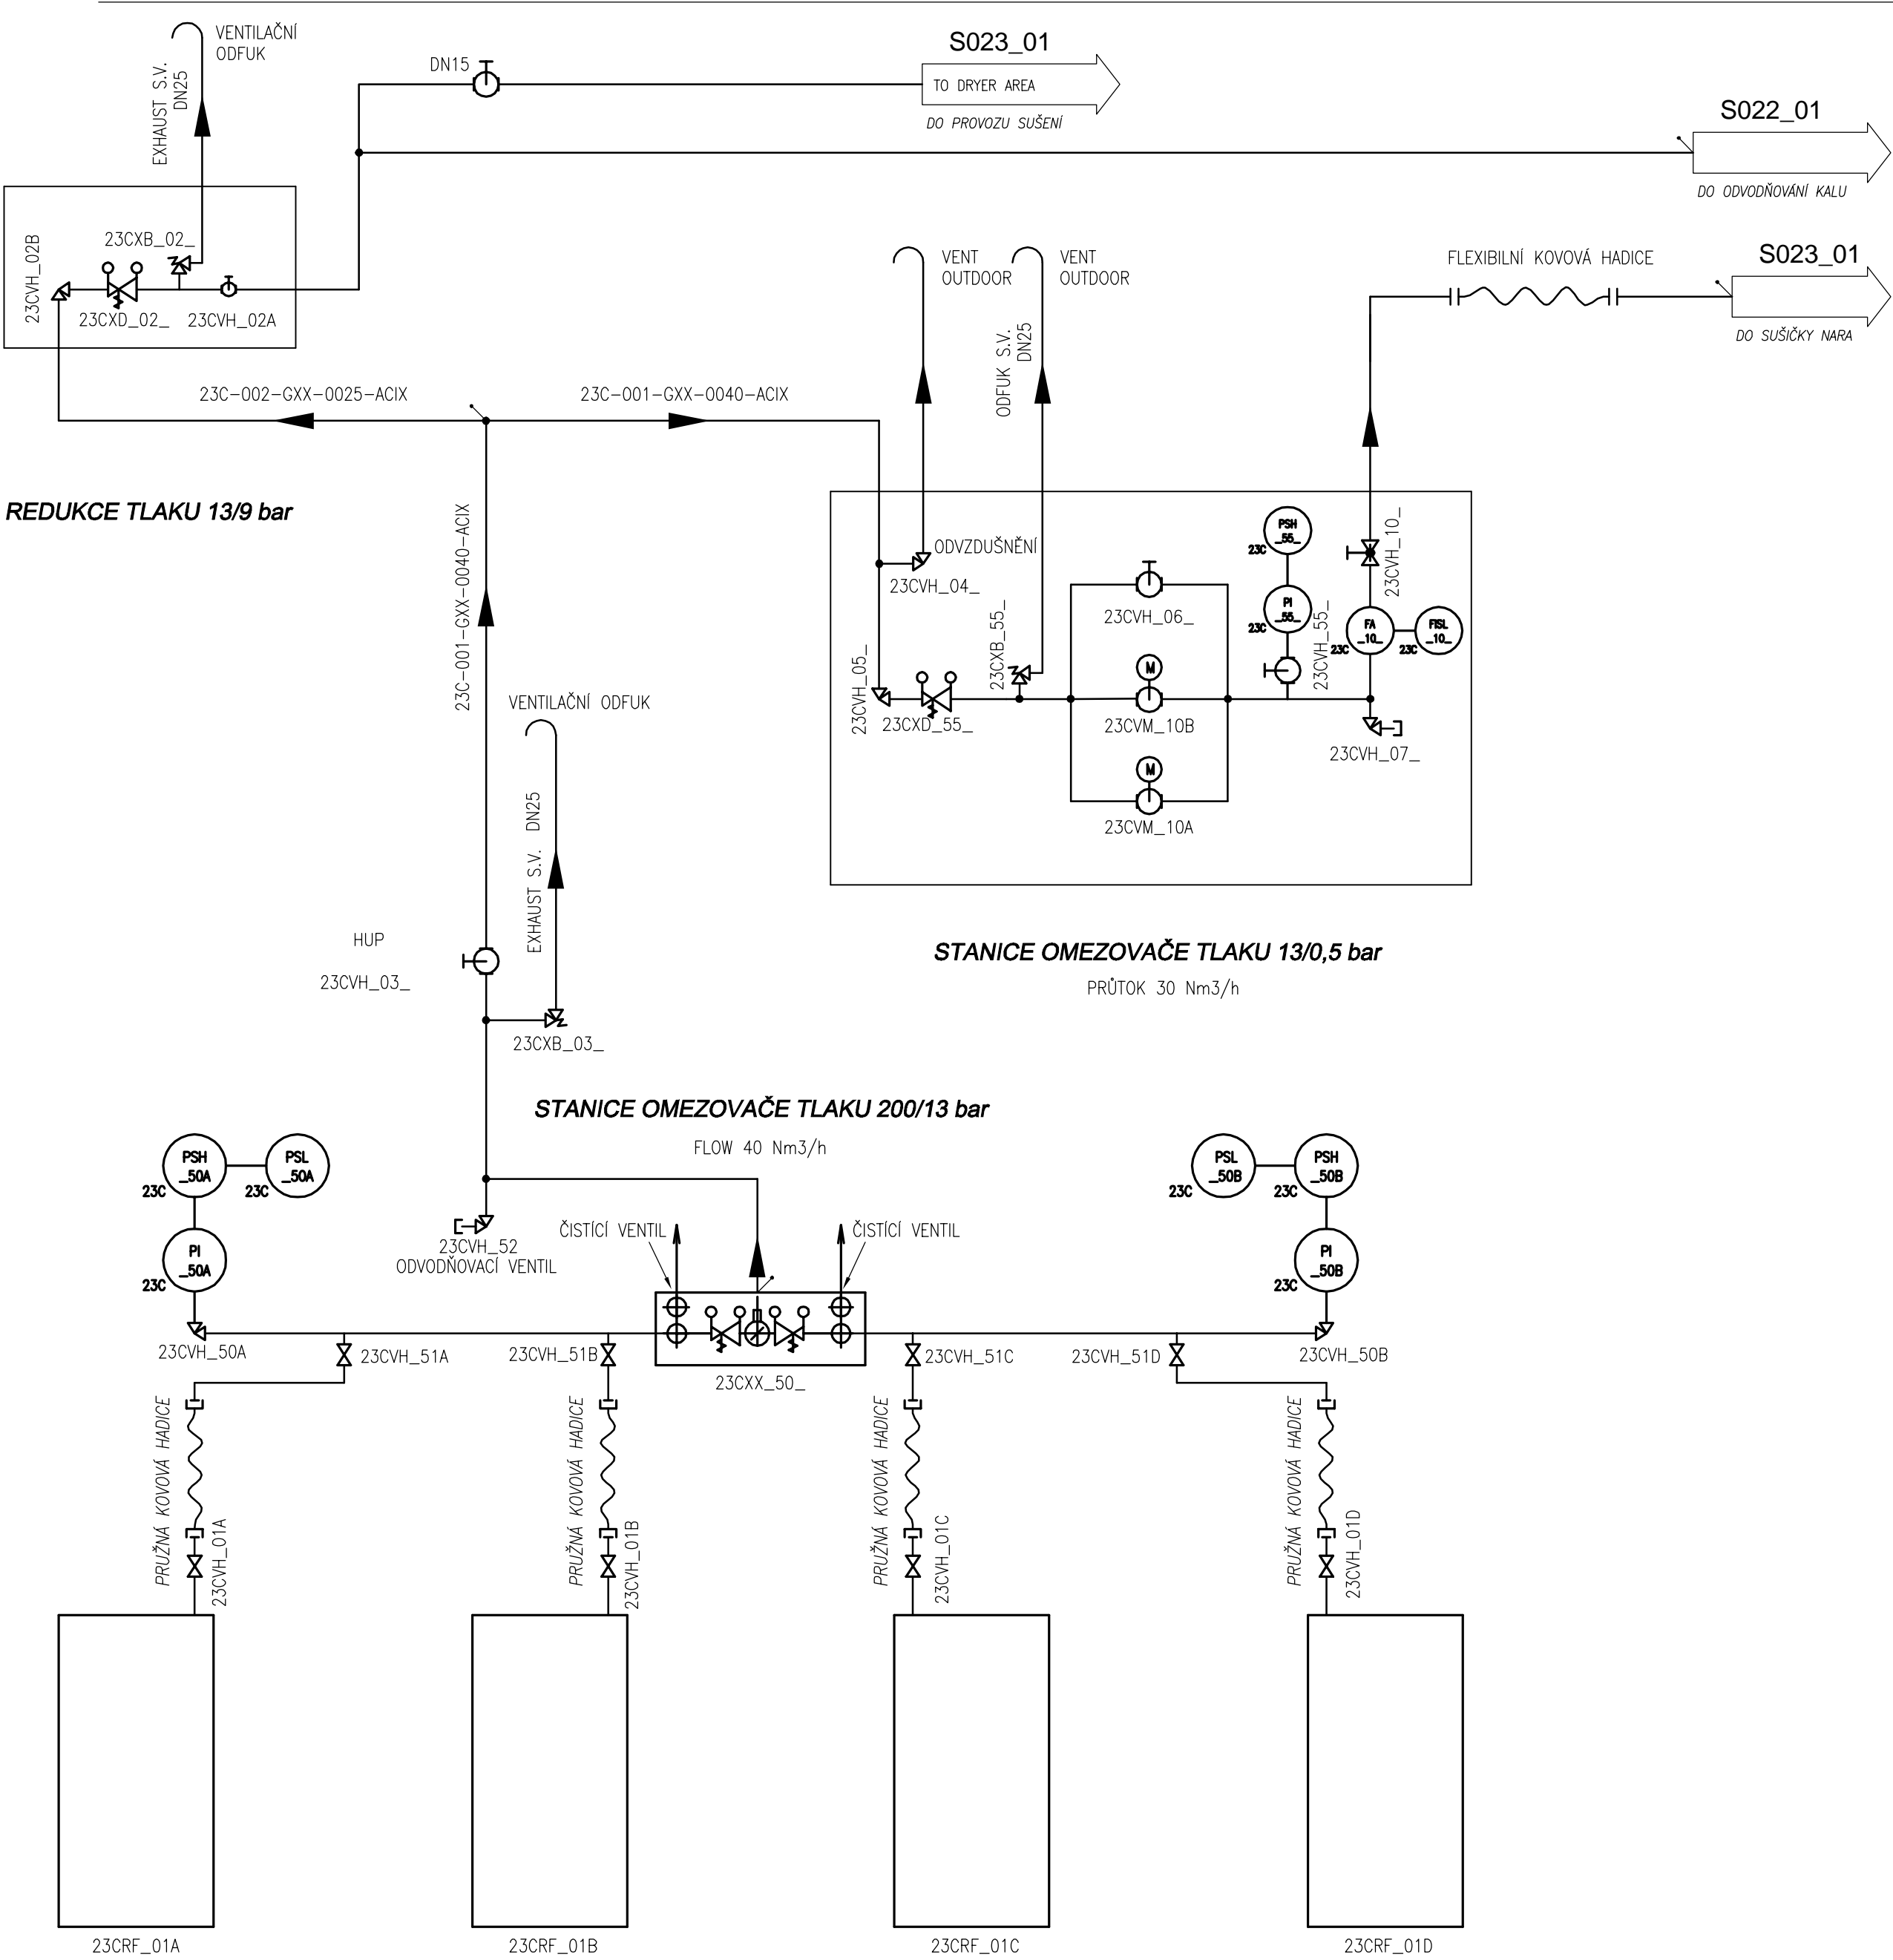 VENTILAČNÍ
ODFUK
EXHAUST S.V.
DN25
DN15
S023_01
TO DRYER AREA
DO PROVOZU SUŠENÍ
S022_01
DO ODVODŇOVÁNÍ KALU
23CVH_02B
23CXB_02_
23CXD_02_
23CVH_02A
VENT
OUTDOOR
VENT
OUTDOOR
ODFUK S.V.
DN25
FLEXIBILNÍ KOVOVÁ HADICE
S023_01
DO SUŠIČKY NARA
23C-002-GXX-0025-ACIX
23C-001-GXX-0040-ACIX
REDUKCE TLAKU 13/9 bar
23C-001-GXX-0040-ACIX
ODVZDUŠNĚNÍ
23CVH_04_
23CVH_05_
23CXD_55_
23CXB_55_
23CVH_06_
M
23CVM_10B
M
23CVM_10A
PSH
_55_
23C
PI
_55_
23C
23CVH_55_
23CVH_10_
FA
_10_
23C
FISL
_10_
23C
23CVH_07_
VENTILAČNÍ ODFUK
EXHAUST S.V. DN25
HUP
23CVH_03_
23CXB_03_
STANICE OMEZOVAČE TLAKU 13/0,5 bar
PRŮTOK 30 Nm3/h
STANICE OMEZOVAČE TLAKU 200/13 bar
FLOW 40 Nm3/h
PSH
_50A
23C
PSL
_50A
23C
PI
_50A
23C
PSL
_50B
23C
PSH
_50B
23C
PI
_50B
23C
23CVH_52
ODVODŇOVACÍ VENTIL
ČISTÍCÍ VENTIL
ČISTÍCÍ VENTIL
23CVH_50A
23CVH_51A
23CVH_51B
23CXX_50_
23CVH_51C
23CVH_51D
23CVH_50B
PRUŽNÁ KOVOVÁ HADICE
23CVH_01A
PRUŽNÁ KOVOVÁ HADICE
23CVH_01B
PRUŽNÁ KOVOVÁ HADICE
23CVH_01C
PRUŽNÁ KOVOVÁ HADICE
23CVH_01D
23CRF_01A
23CRF_01B
23CRF_01C
23CRF_01D